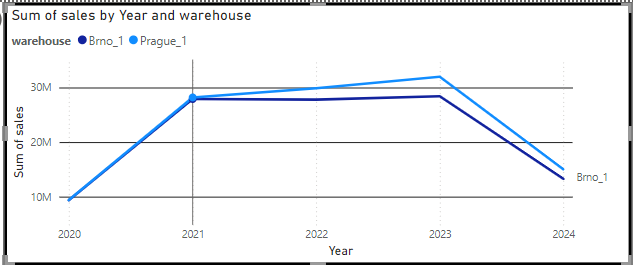 Sum of sales by Year and warehouse
warehouse Brno_1 Prague_1
Sum of sales
30M
20M
10M
Brno_1
2020 2021 2022 2023 2024
Year